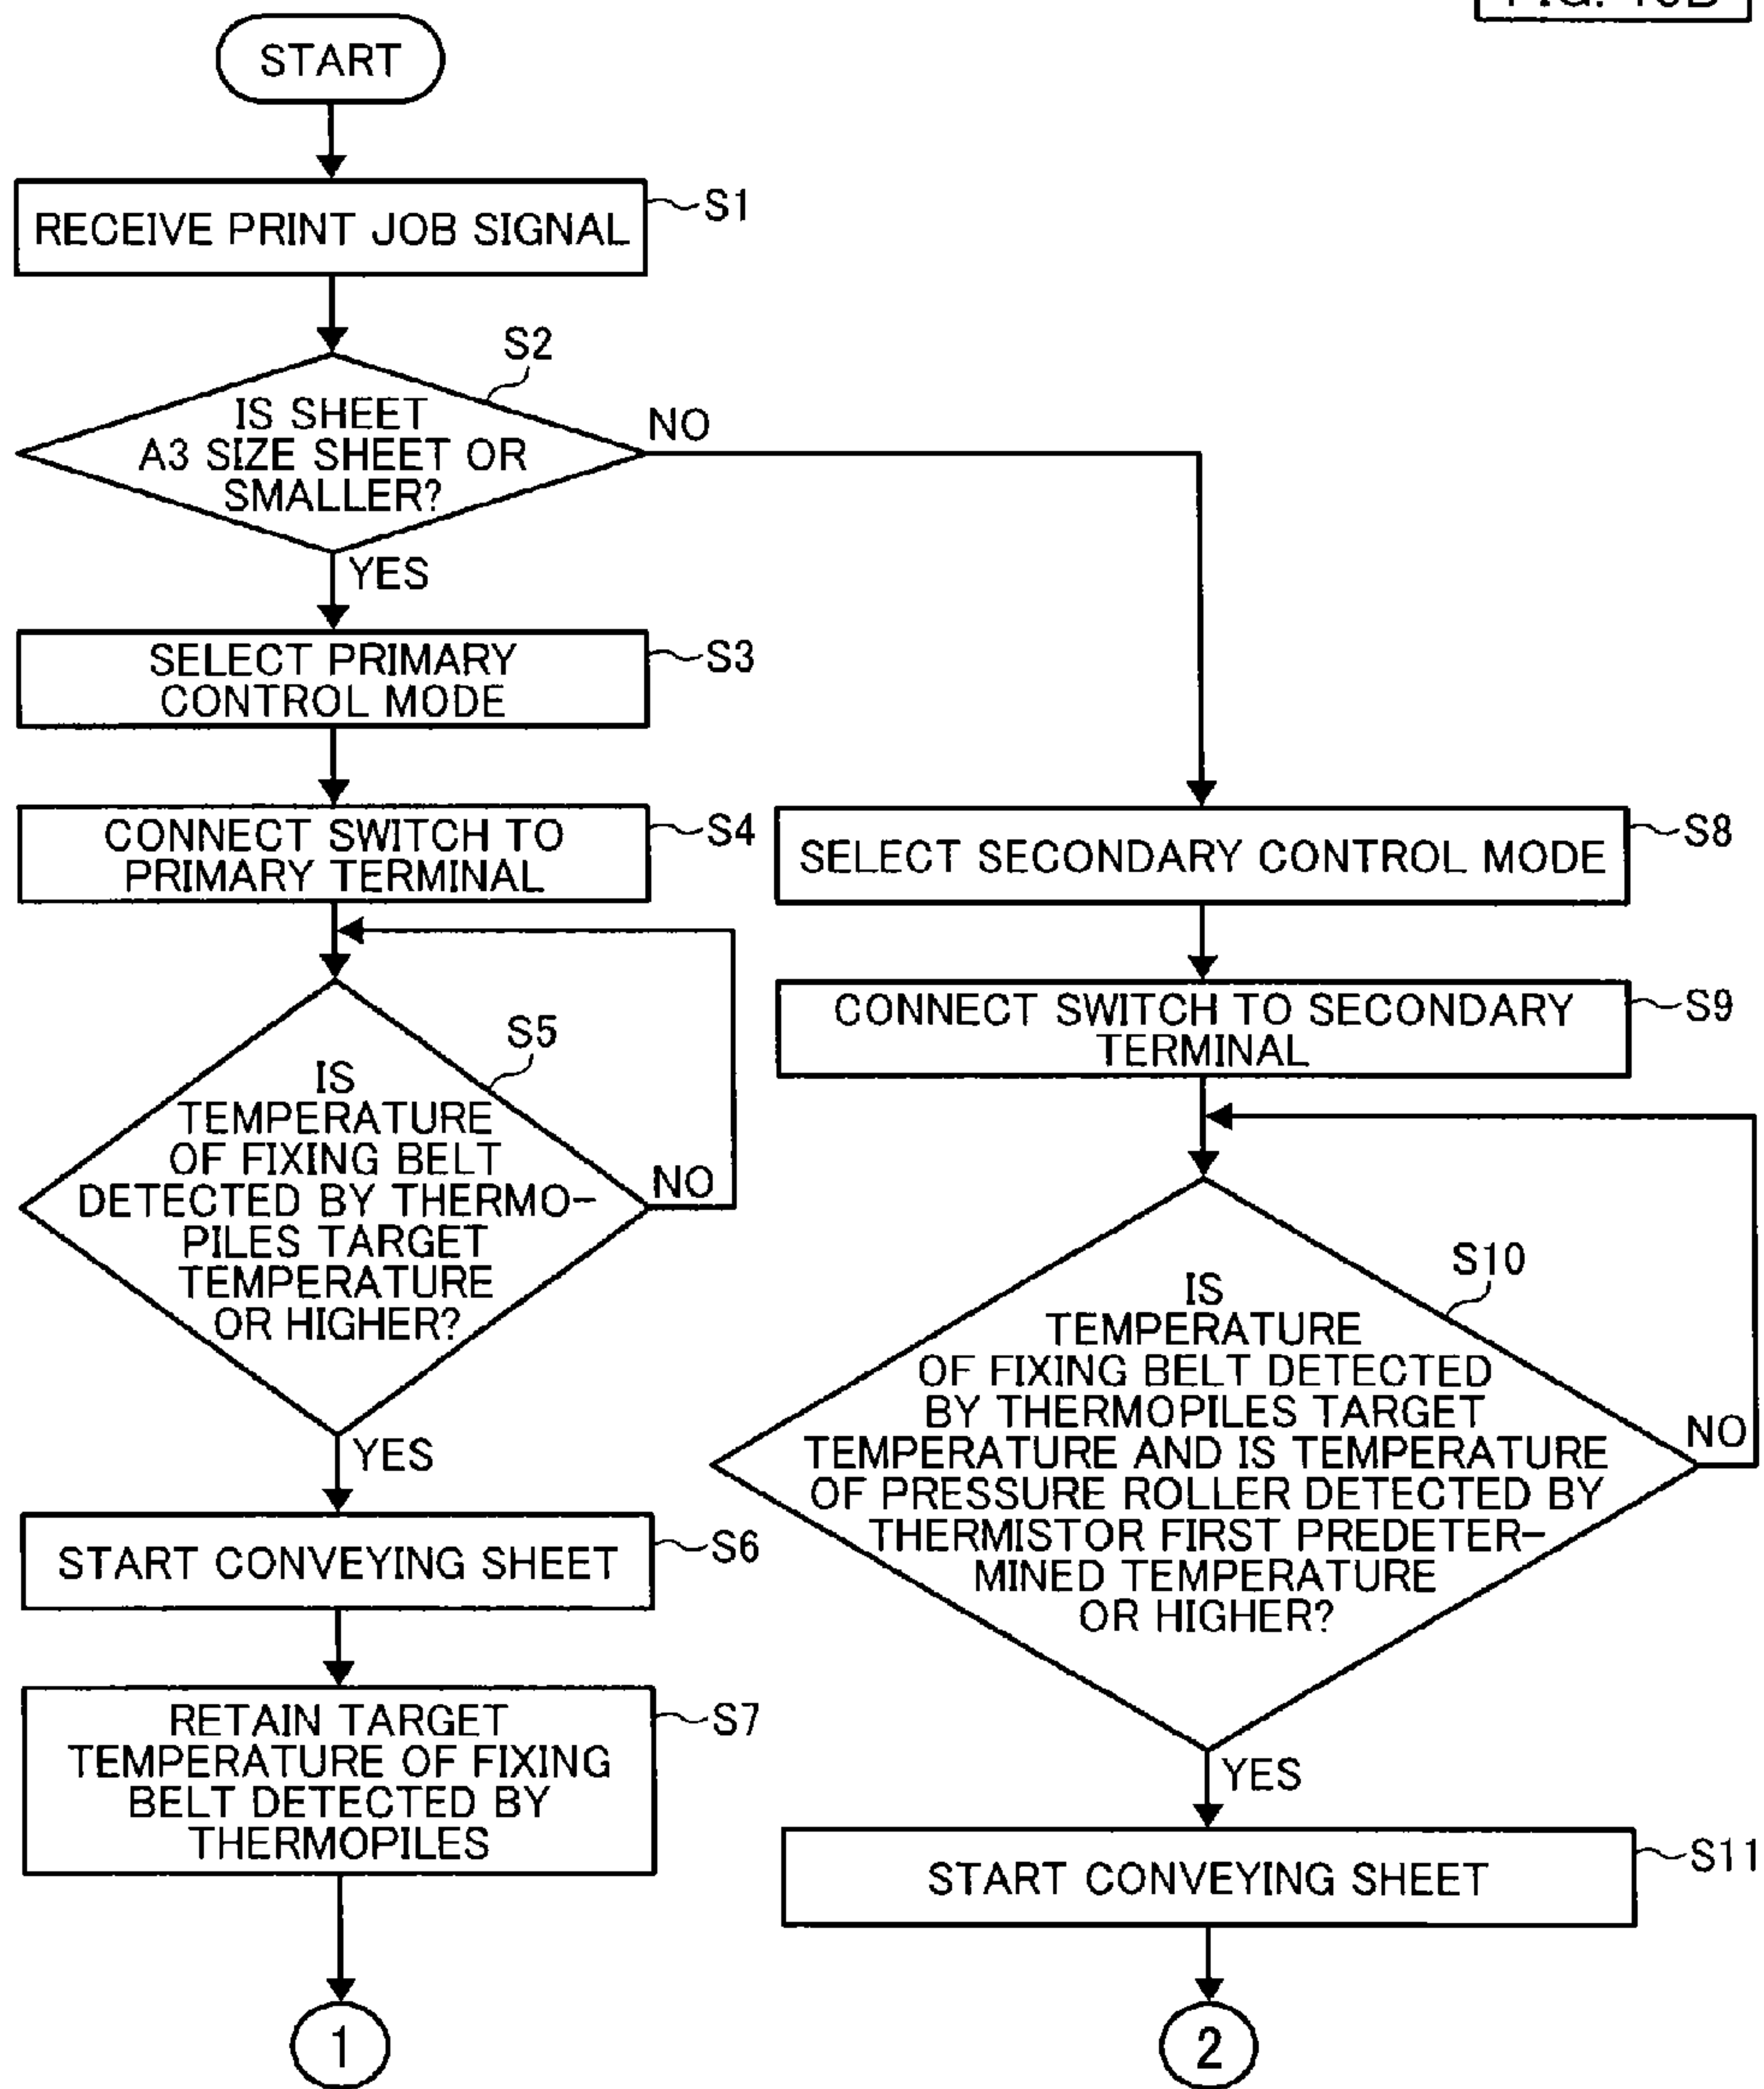 START
RECEIVE PRINT JOB SIGNAL
S1
S2
IS SHEET
A3 SIZE SHEET OR
SMALLER?
NO
YES
SELECT PRIMARY
CONTROL MODE
S3
CONNECT SWITCH TO
PRIMARY TERMINAL
S4
S5
IS
TEMPERATURE
OF FIXING BELT
DETECTED BY THERMO-
PILES TARGET
TEMPERATURE
OR HIGHER?
NO
YES
START CONVEYING SHEET
S6
RETAIN TARGET
TEMPERATURE OF FIXING
BELT DETECTED BY
THERMOPILES
S7
1
SELECT SECONDARY CONTROL MODE
S8
CONNECT SWITCH TO SECONDARY
TERMINAL
S9
S10
IS
TEMPERATURE
OF FIXING BELT DETECTED
BY THERMOPILES TARGET
TEMPERATURE AND IS TEMPERATURE
OF PRESSURE ROLLER DETECTED BY
THERMISTOR FIRST PREDETER-
MINED TEMPERATURE
OR HIGHER?
NO
YES
START CONVEYING SHEET
S11
2